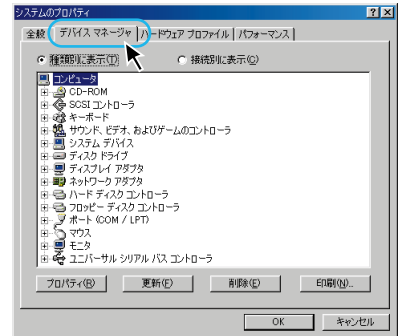 システムのプロパティ
全般 デバイス マネージャ ハードウェア プロファイル パフォーマンス
種類別に表示(T) 接続別に表示(C)
コンピュータ
CD-ROM
SCSI コントローラ
キーボード
サウンド、ビデオ、およびゲームのコントローラ
システム デバイス
ディスク ドライブ
ディスプレイ アダプタ
ネットワーク アダプタ
ハード ディスク コントローラ
フロッピー ディスク コントローラ
ポート (COM / LPT)
マウス
モニタ
ユニバーサル シリアル バス コントローラ
プロパティ(R) 更新(F) 削除(E) 印刷(N)...
OK キャンセル